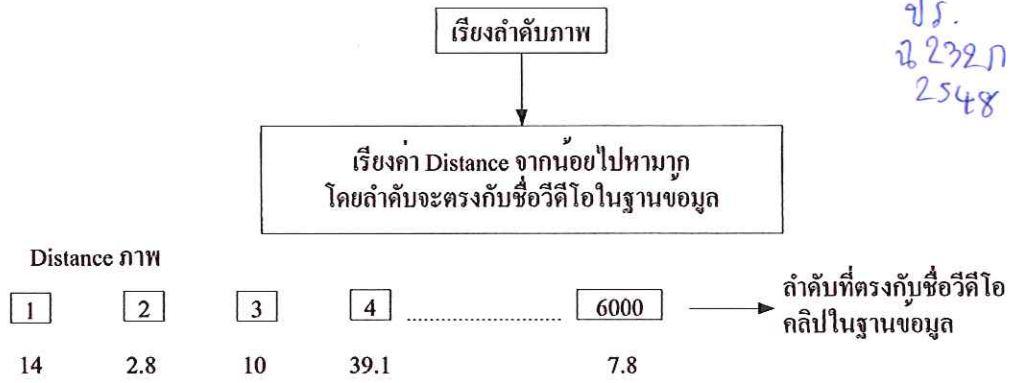 เรียงลำดับภาพ
ปร.
2548
เรียงค่า Distance จากน้อยไปหามาก
โดยลำดับจะตรงกับชื่อวีดีโอในฐานข้อมูล
Distance ภาพ
1 2 3 4 .............................. 6000
ลำดับที่ตรงกับชื่อวีดีโอ
คลิปในฐานข้อมูล
14 2.8 10 39.1 7.8